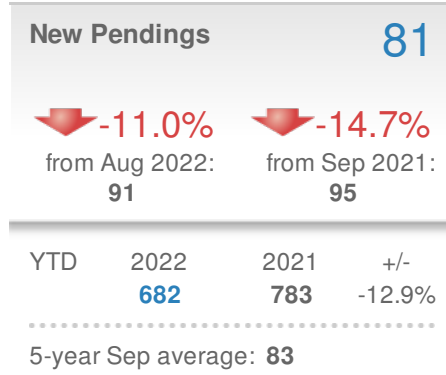 New Pendings 81
-11.0% -14.7%
from Aug 2022: from Sep 2021:
91 95
YTD 2022 2021 +/-
682 783 -12.9%
5-year Sep average: 83